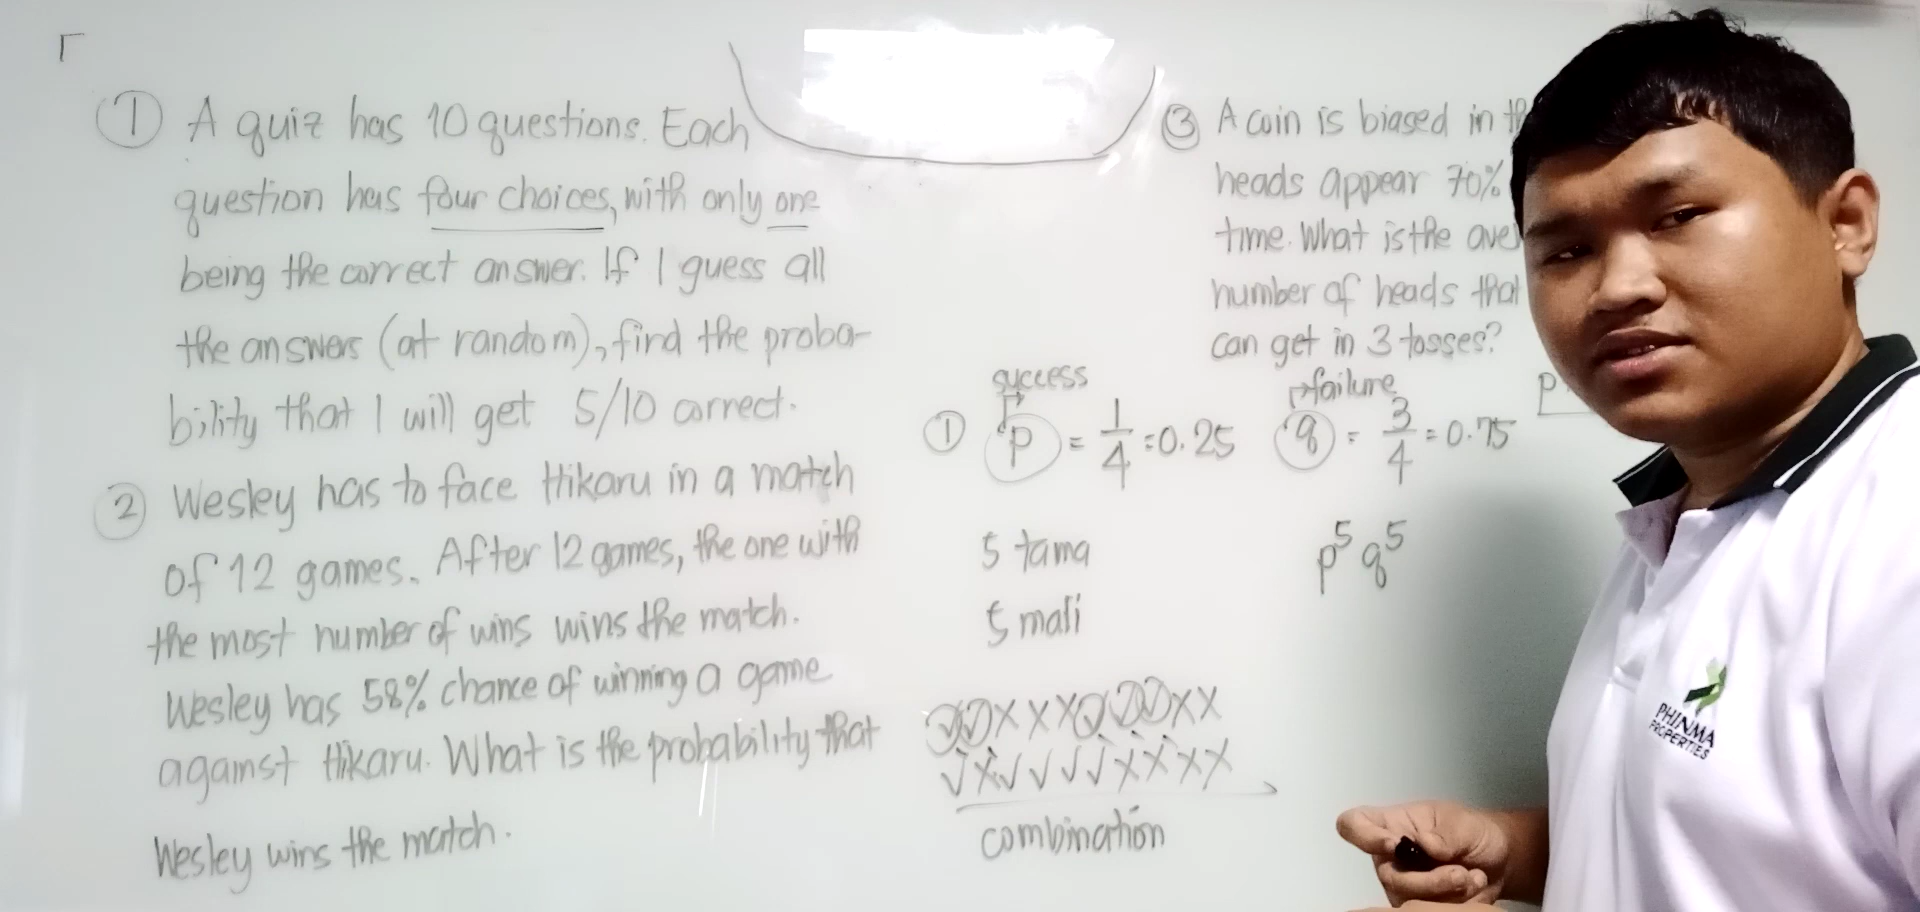 ① A quiz has 10 questions. Each
question has four choices, with only one
being the correct answer. If I guess all
the answers (at random), find the proba-
bility that I will get 5/10 correct.
② Wesley has to face Hikaru in a match
of 12 games. After 12 games, the one with
the most number of wins wins the match.
Wesley has 58% chance of winning a game
against Hikaru. What is the probability that
Wesley wins the match.
③ A coin is biased in
heads appear 70%
time. What is the
number of heads that
can get in 3 tosses?
success
① p = 1/4 = 0.25
failure
q = 3/4 = 0.75
P
5 tama
5 mali
p⁵q⁵
✓✓XXX✓✓✓XX
✓X✓✓✓✓XXXX
combination
PHINMA
PROPERTIES